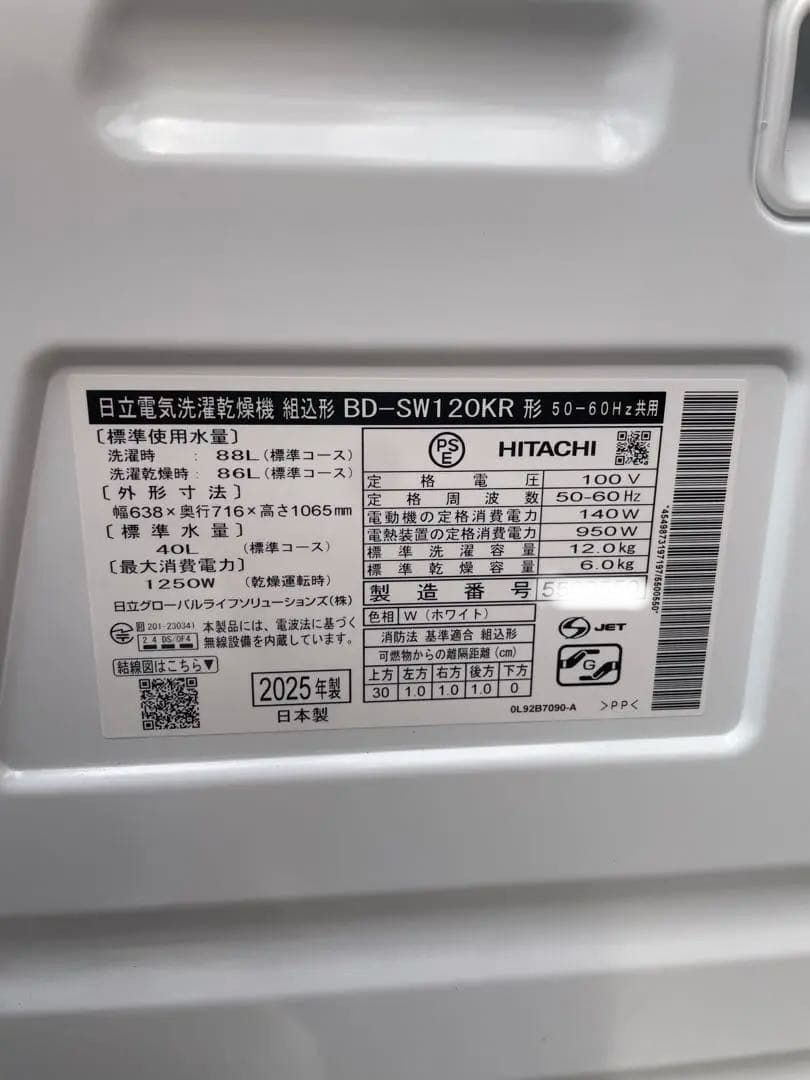 日立電気洗濯乾燥機 組込形 BD-SW120KR 形 50-60Hz共用
〔標準使用水量〕
洗濯時 : 88L(標準コース)
洗濯乾燥時 : 86L(標準コース)
〔外形寸法〕
幅638×奥行716×高さ1065mm
〔標準水量〕
40L (標準コース)
〔最大消費電力〕
1250W (乾燥運転時)
日立グローバルライフソリューションズ(株)
201-230341
2.4 DS/OF4
本製品には、電波法に基づく
無線設備を内蔵しています。
結線図はこちら▼
2025年製
日本製
PS
E
HITACHI
定格電圧 100V
定格周波数 50-60Hz
電動機の定格消費電力 140W
電熱装置の定格消費電力 950W
標準洗濯容量 12.0kg
標準乾燥容量 6.0kg
製造番号
色相 W(ホワイト)
消防法 基準適合 組込形
可燃物からの離隔距離(cm)
上方 左方 右方 後方 下方
30 1.0 1.0 1.0 0
S JET
G
0L92B7090-A >PP<